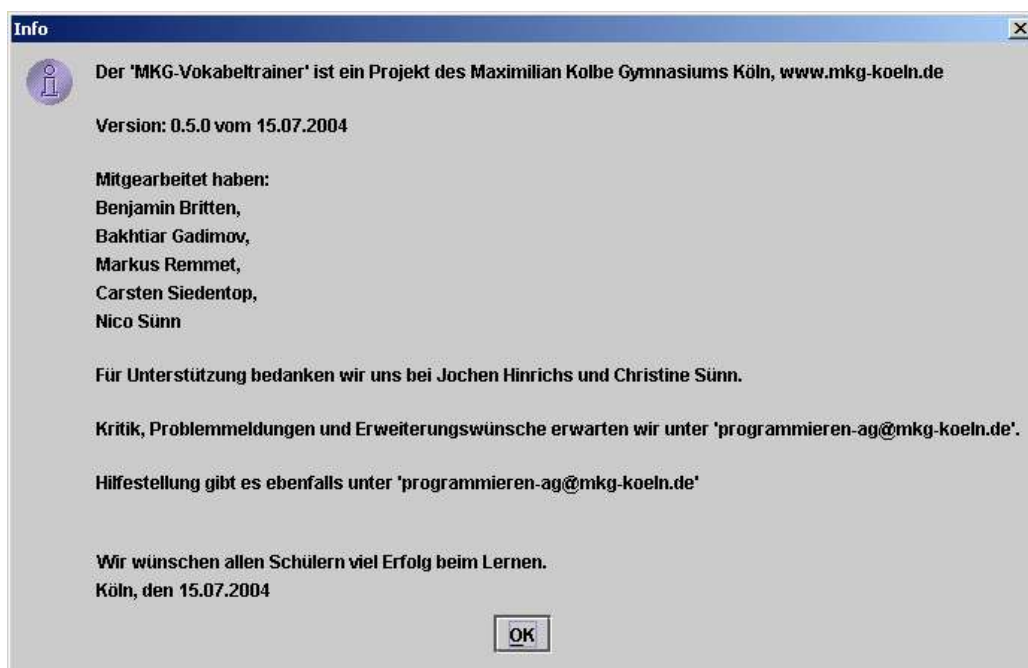 Info
Der 'MKG-Vokabeltrainer' ist ein Projekt des Maximilian Kolbe Gymnasiums Köln, www.mkg-koeln.de
Version: 0.5.0 vom 15.07.2004
Mitgearbeitet haben:
Benjamin Britten,
Bakhtiar Gadimov,
Markus Remmet,
Carsten Siedentop,
Nico Sünn
Für Unterstützung bedanken wir uns bei Jochen Hinrichs und Christine Sünn.
Kritik, Problemmeldungen und Erweiterungswünsche erwarten wir unter 'programmieren-ag@mkg-koeln.de'.
Hilfestellung gibt es ebenfalls unter 'programmieren-ag@mkg-koeln.de'
Wir wünschen allen Schülern viel Erfolg beim Lernen.
Köln, den 15.07.2004
OK